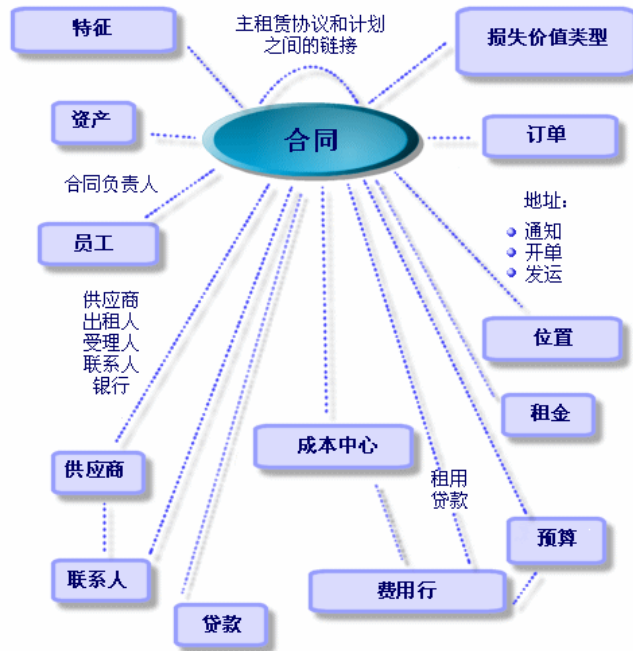 特征
主租赁协议和计划
之间的链接
损失价值类型
资产
合同
订单
合同负责人
员工
地址：
通知
开单
发运
供应商
出租人
受理人
联系人
银行
位置
租金
成本中心
供应商
租用
贷款
预算
联系人
费用行
贷款